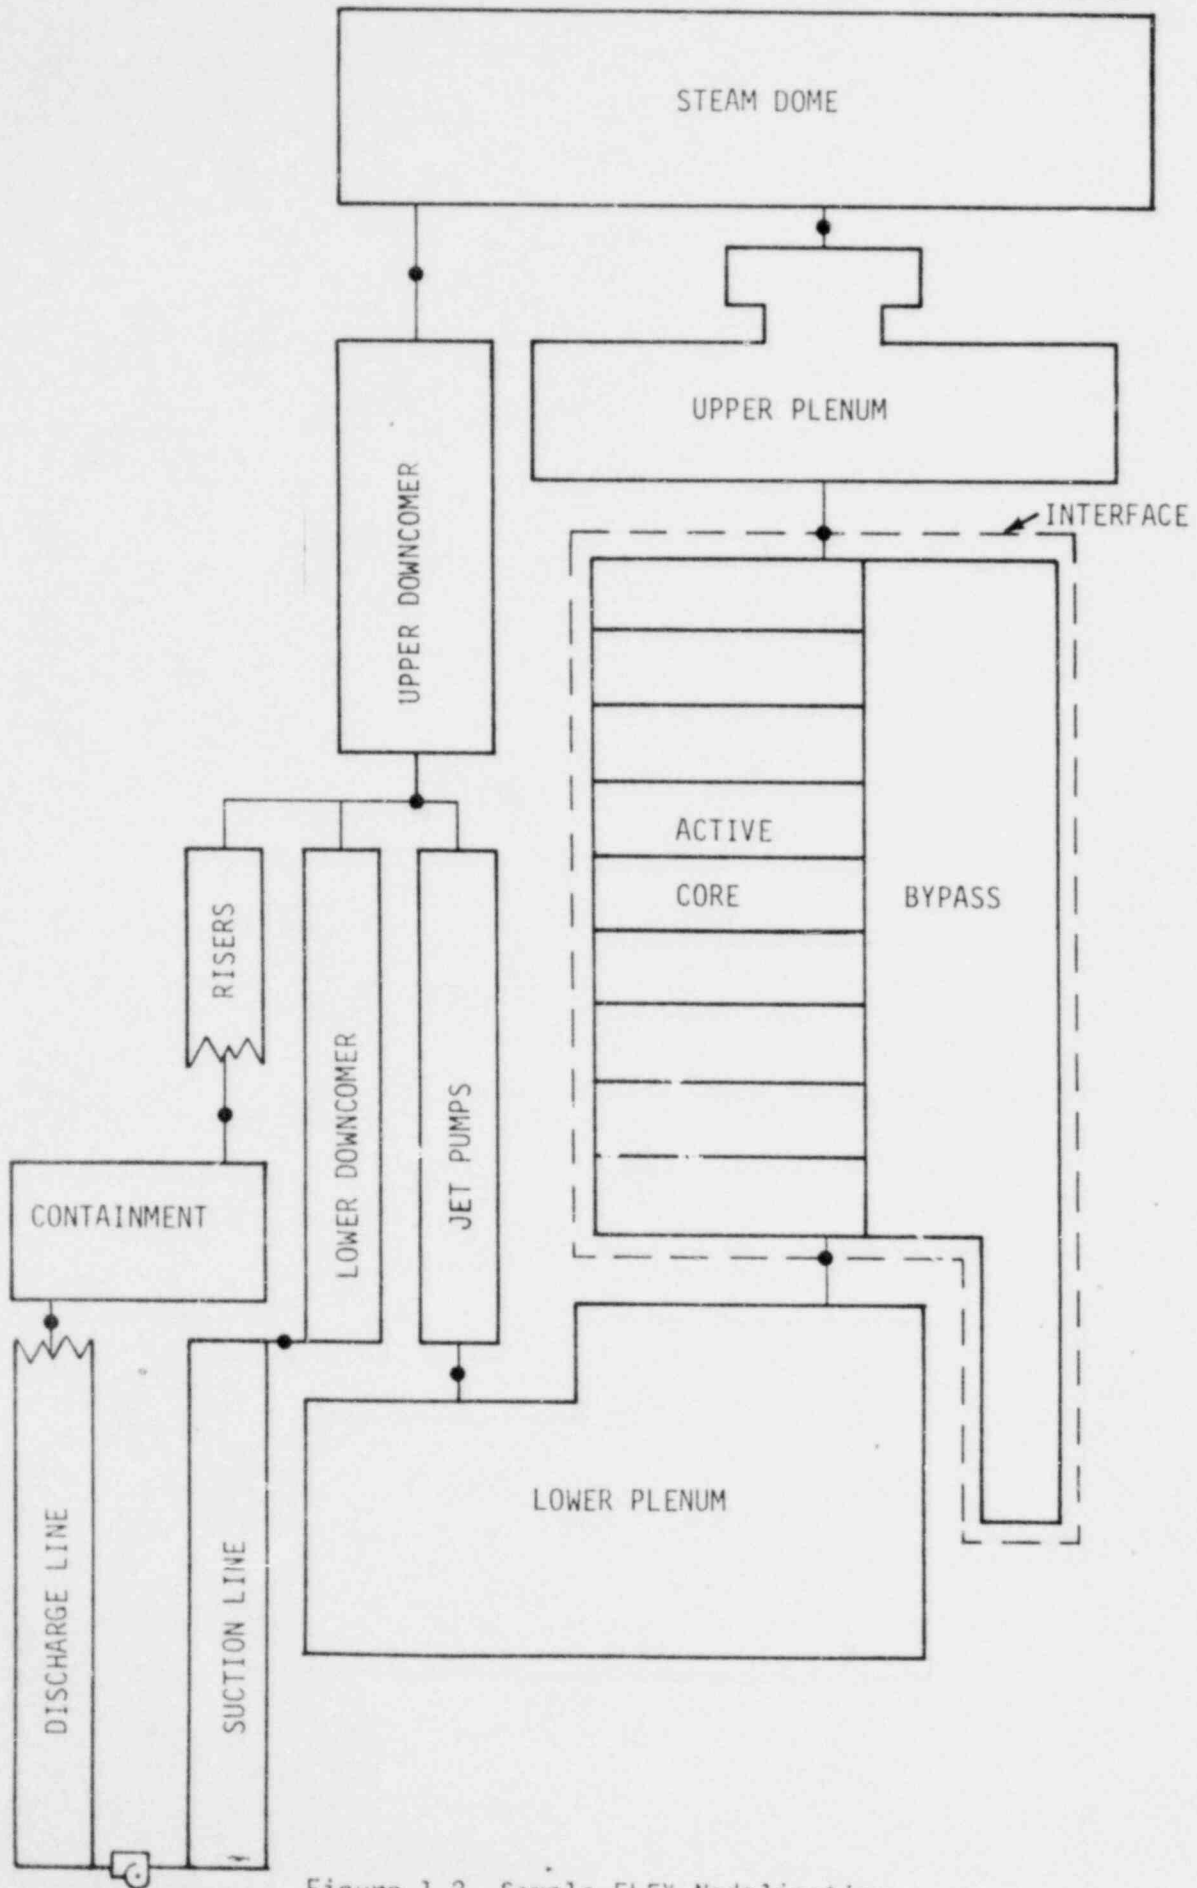 STEAM DOME
UPPER PLENUM
INTERFACE
UPPER DOWNCOMER
ACTIVE
CORE
BYPASS
RISERS
LOWER DOWNCOMER
JET PUMPS
CONTAINMENT
LOWER PLENUM
DISCHARGE LINE
SUCTION LINE
Figure 1.2 Sample FLEX Nodalization